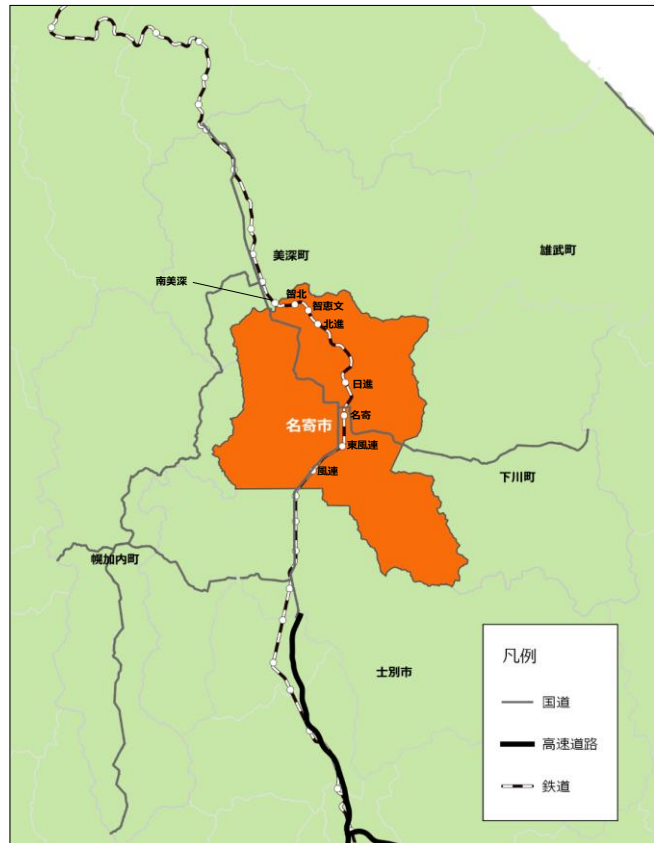 雄武町
美深町
南美深
智北
智恵文
北進
日進
名寄
名寄市
東風連
風連
下川町
幌加内町
士別市
凡例
国道
高速道路
鉄道